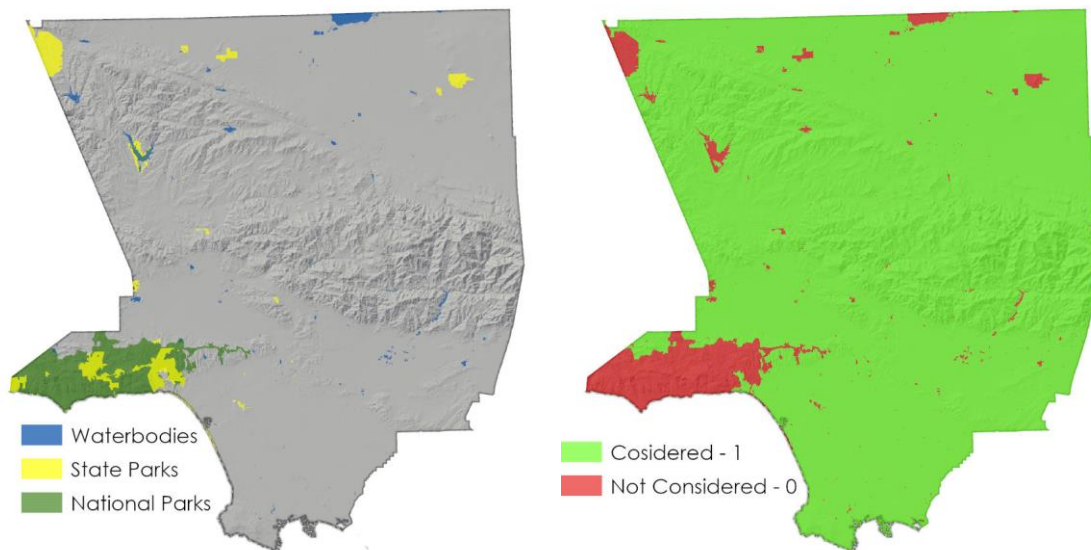 Waterbodies
State Parks
National Parks
Cosidered - 1
Not Considered - 0